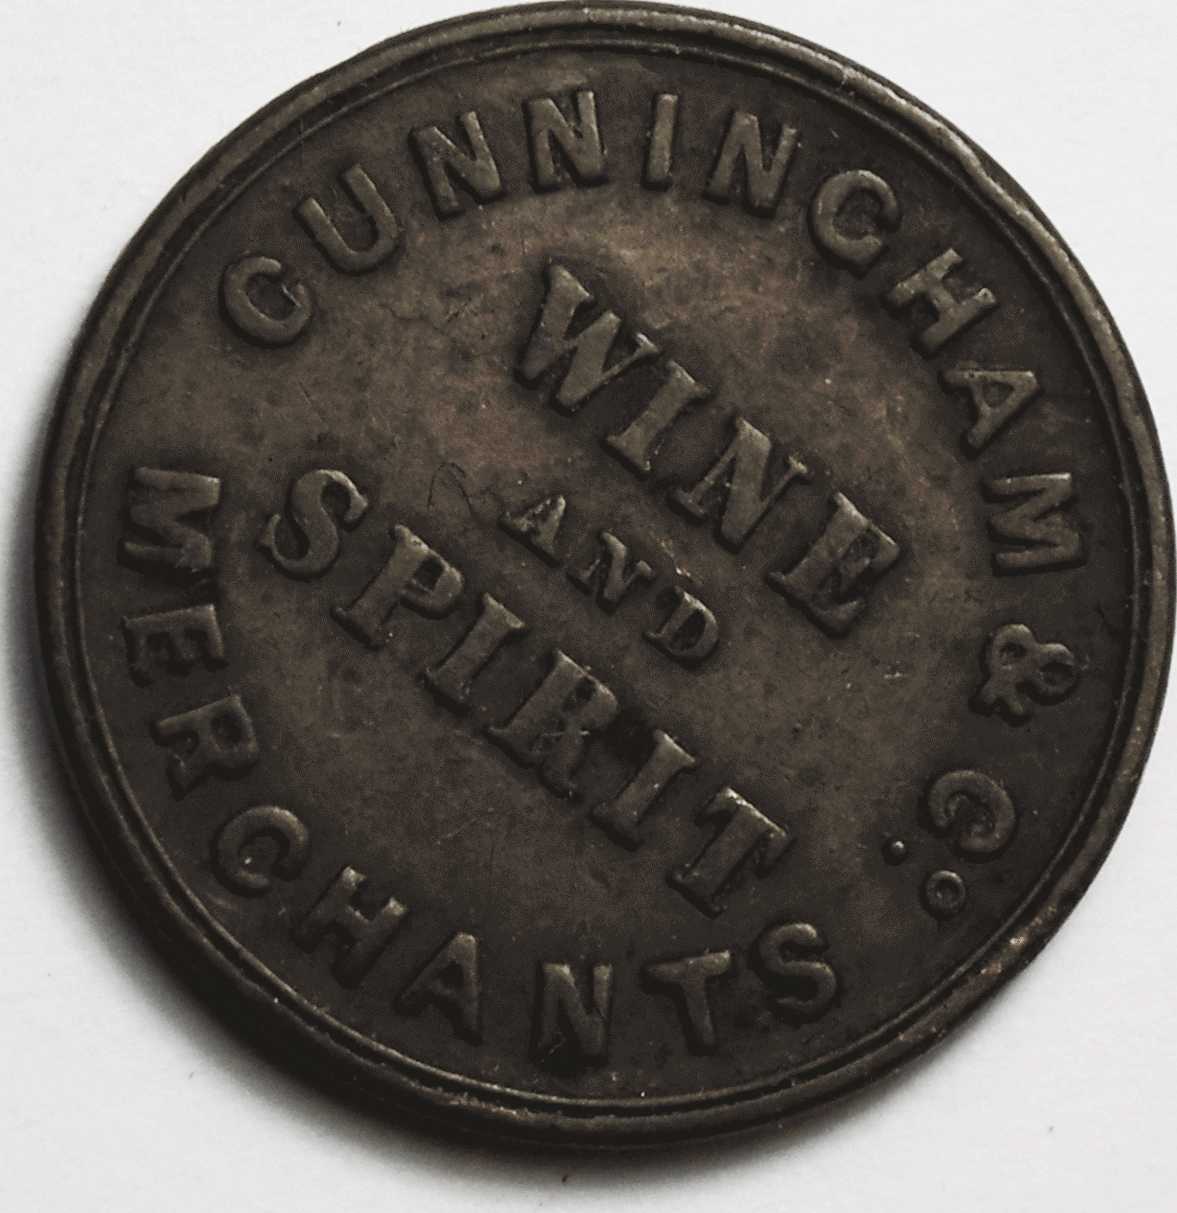 CUNNINGHAM & Co.
WINE
AND
SPIRIT
MERCHANTS